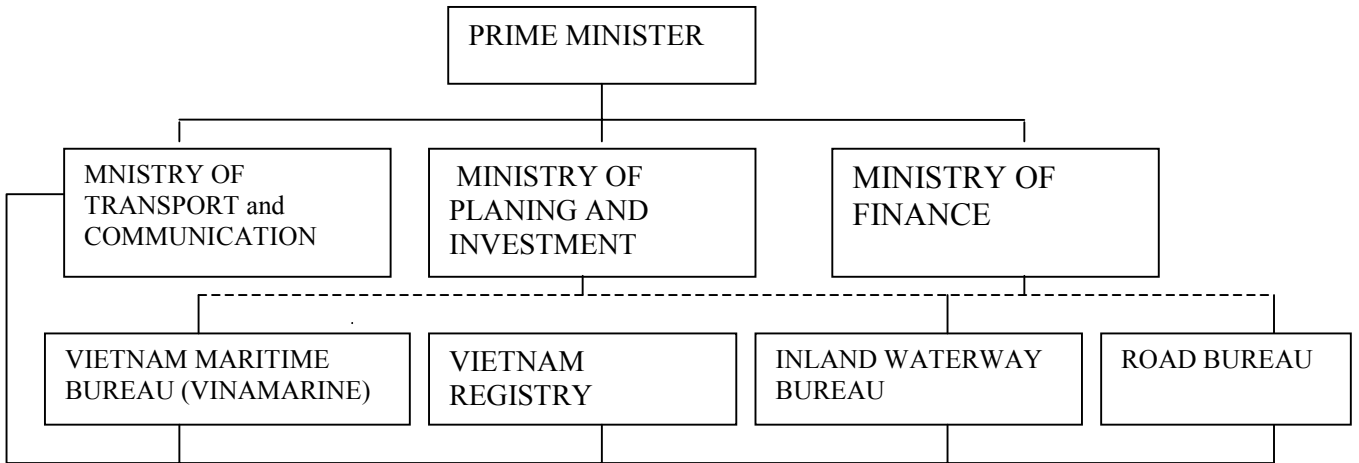 PRIME MINISTER
MNISTRY OF
TRANSPORT and
COMMUNICATION
MINISTRY OF
PLANING AND
INVESTMENT
MINISTRY OF
FINANCE
VIETNAM MARITIME
BUREAU (VINAMARINE)
VIETNAM
REGISTRY
INLAND WATERWAY
BUREAU
ROAD BUREAU